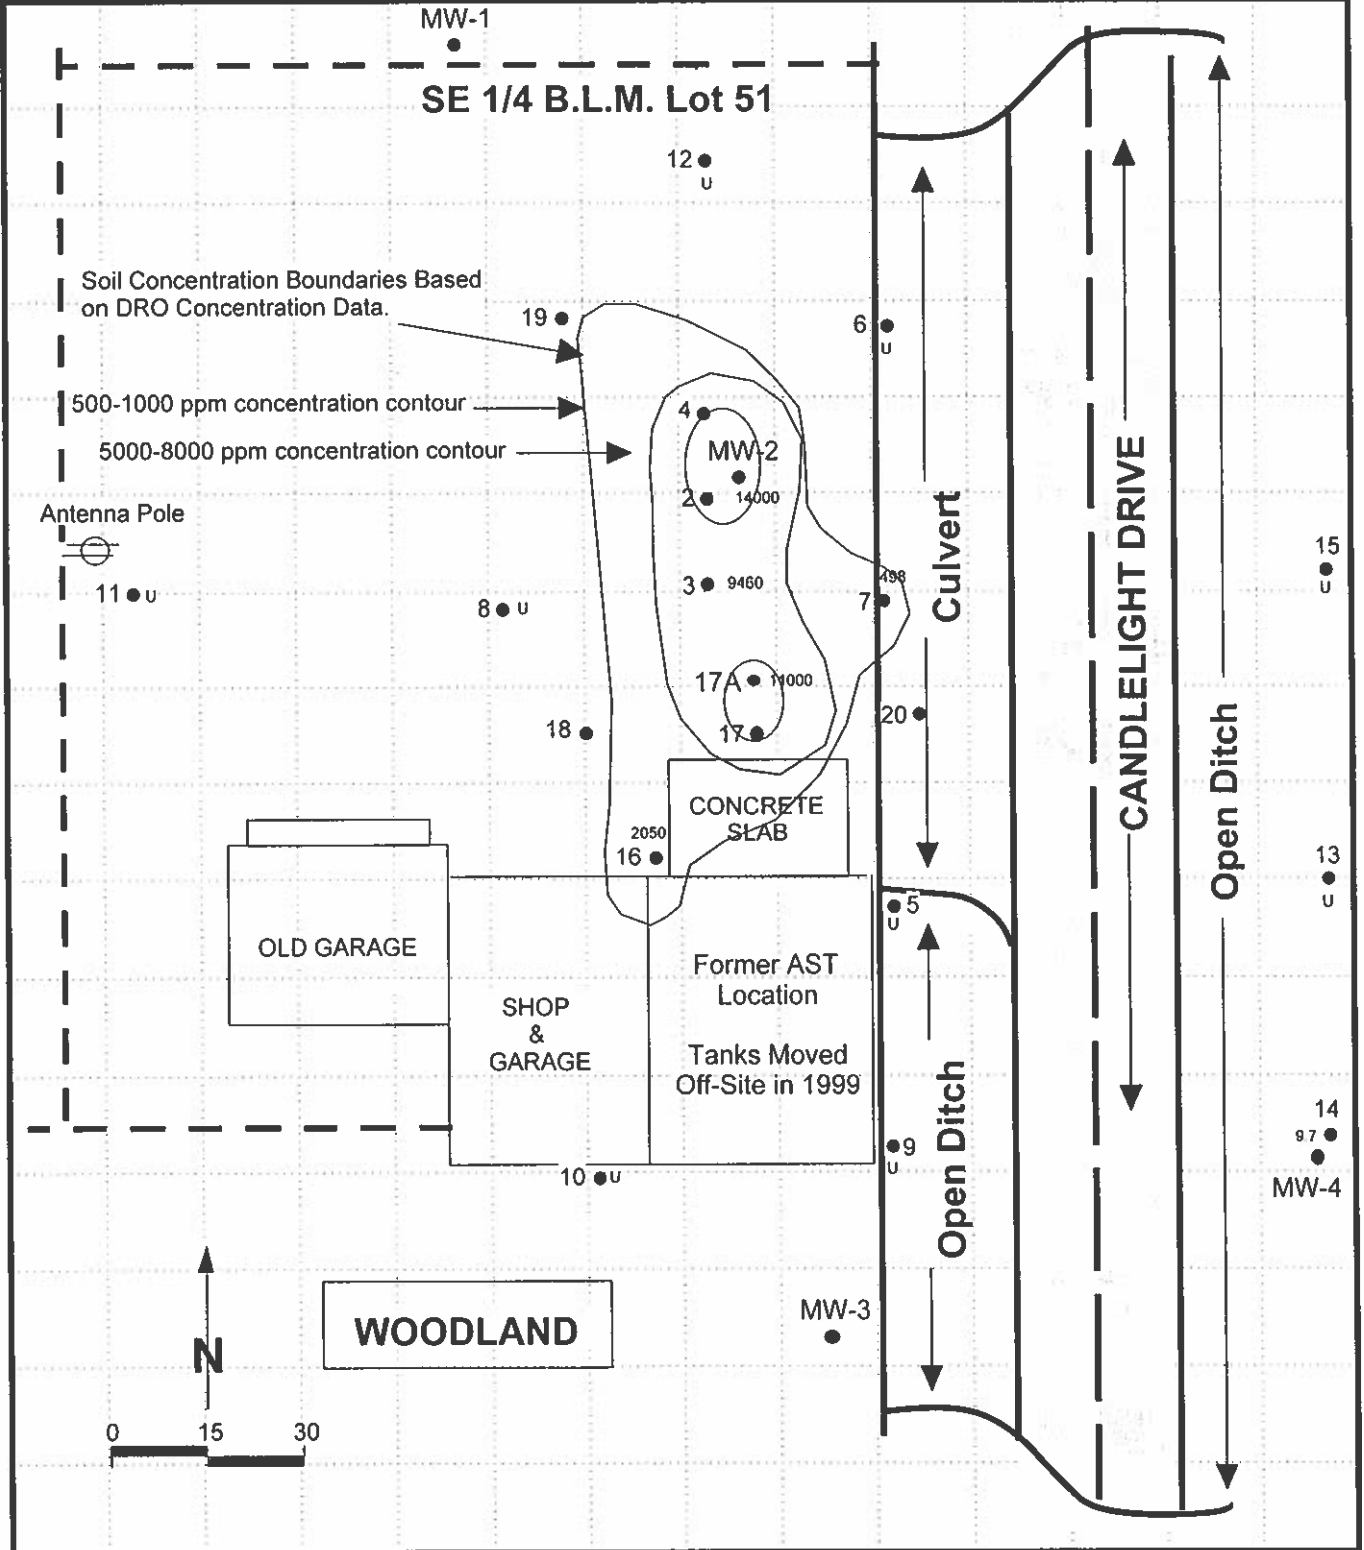 MW-1
SE 1/4 B.L.M. Lot 51
12
U
Soil Concentration Boundaries Based
on DRO Concentration Data.
19
6
U
500-1000 ppm concentration contour
4
5000-8000 ppm concentration contour
MW-2
2
14000
Antenna Pole
11 U
8 U
3 9460
498
7
15
U
17A 11000
18
17
20
CONCRETE
SLAB
2050
16
13
U
5
U
OLD GARAGE
SHOP
&
GARAGE
Former AST
Location
Tanks Moved
Off-Site in 1999
9
U
10 U
14
9.7
MW-4
MW-3
Culvert
Open Ditch
CANDLELIGHT DRIVE
Open Ditch
WOODLAND
N
0 15 30